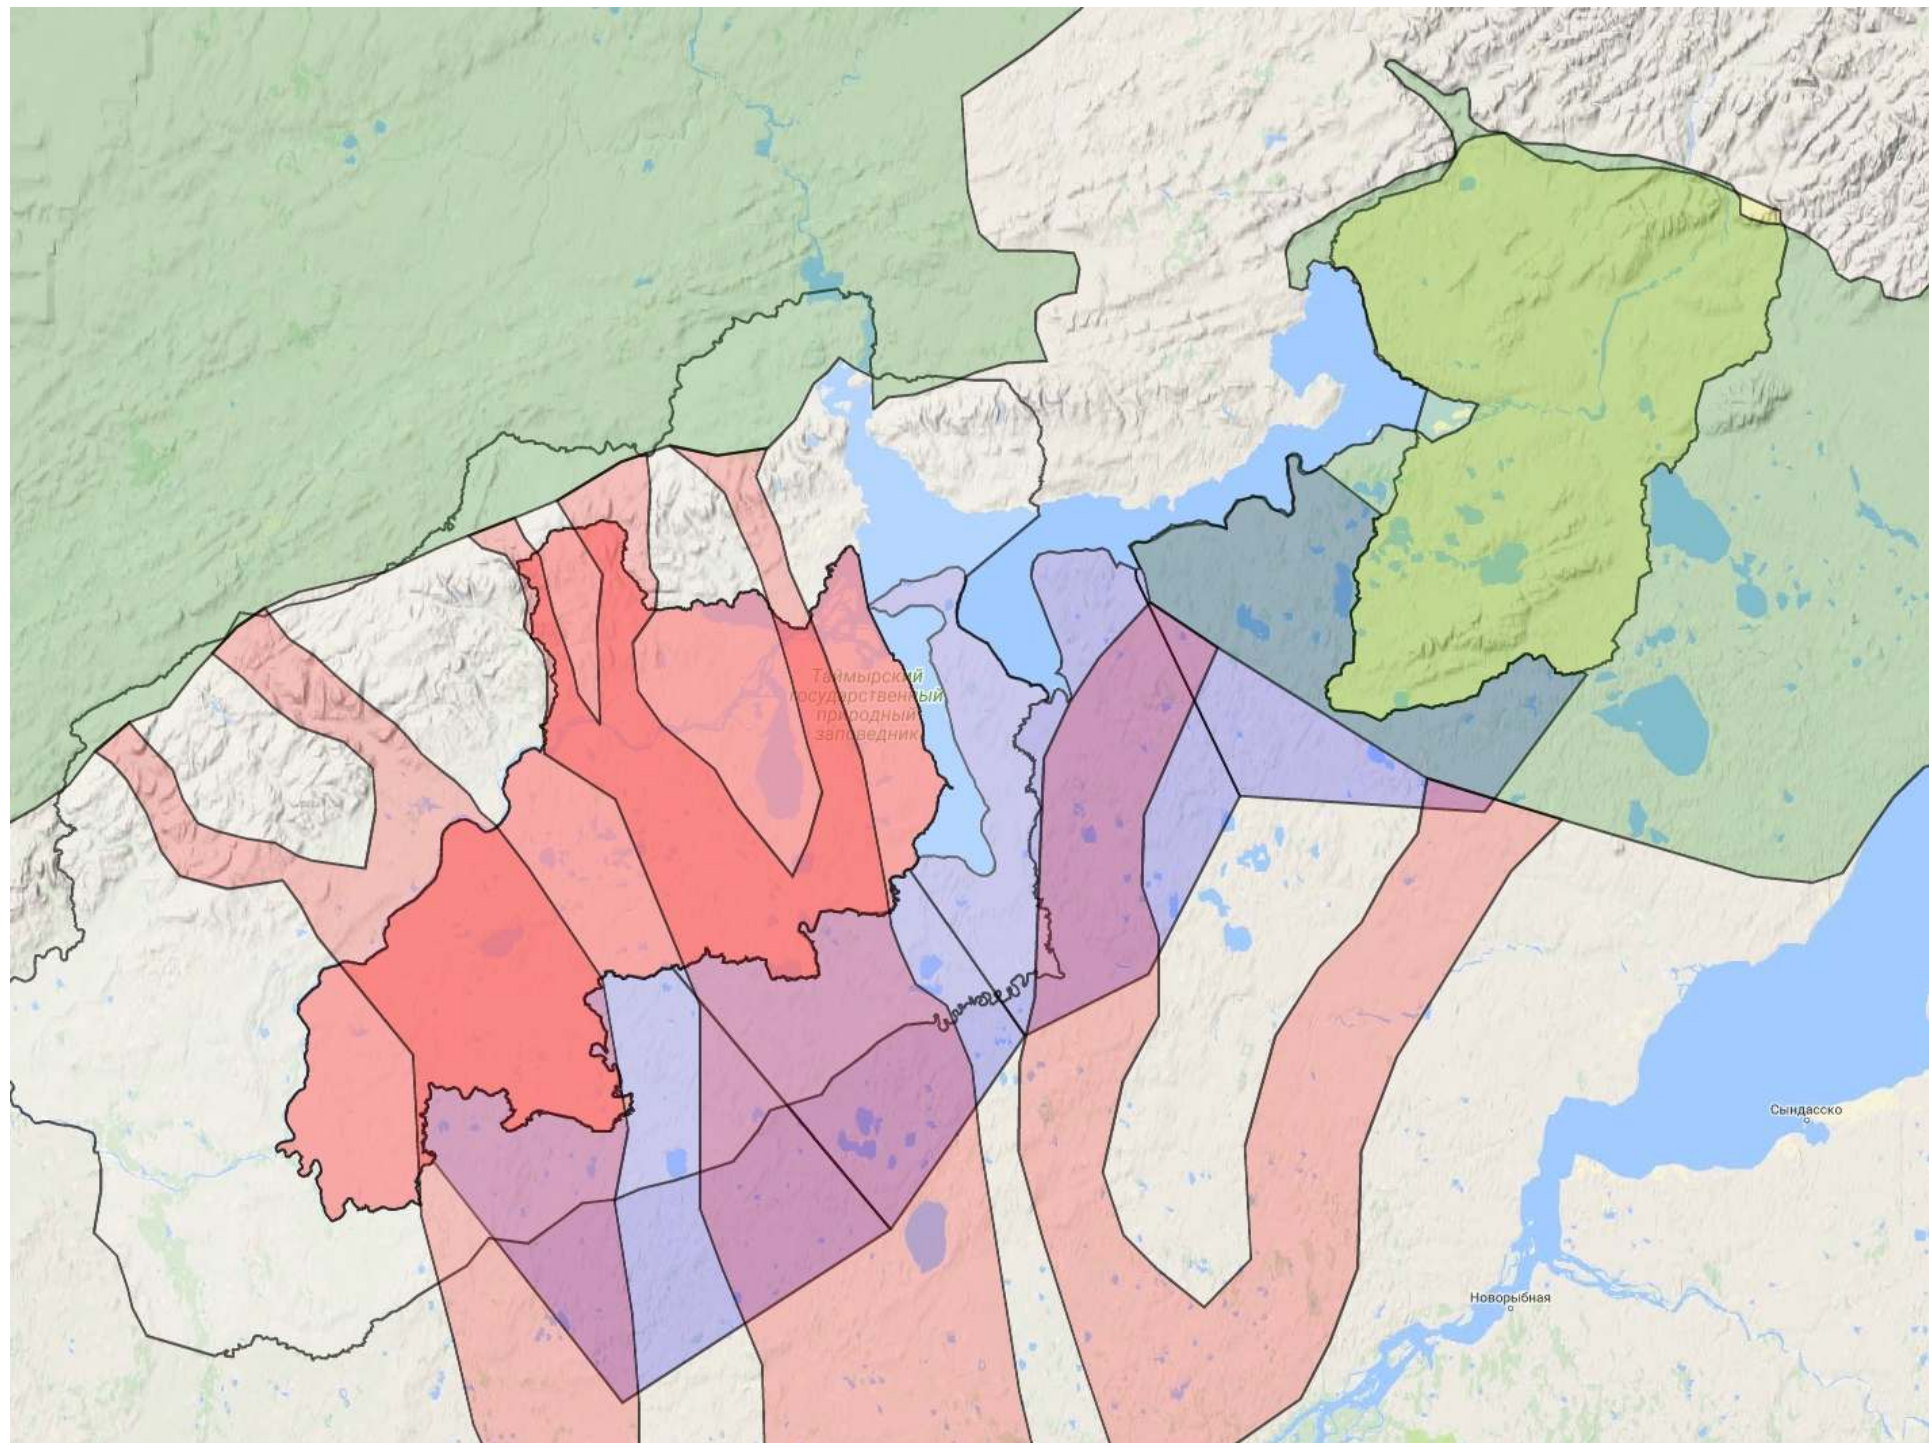 Таймырский
государственный
природный
заповедник
Сындасско
Новорыбная